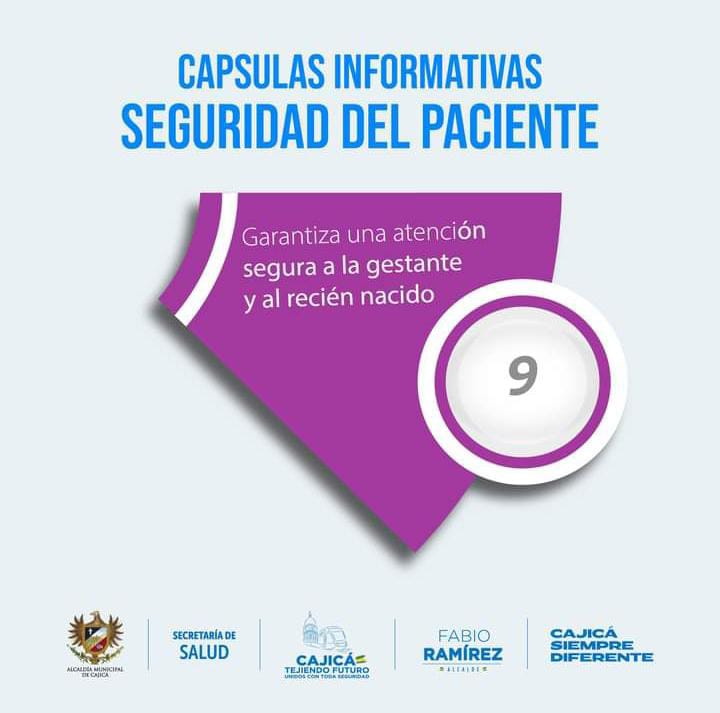 CAPSULAS INFORMATIVAS
SEGURIDAD DEL PACIENTE
Garantiza una atención
segura a la gestante
y al recién nacido
9
ALCALDÍA MUNICIPAL
DE CAJICÁ
SECRETARÍA DE
SALUD
CAJICÁ
TEJIENDO FUTURO
UNIDOS CON TODA SEGURIDAD
FABIO
RAMÍREZ
ALCALDE
CAJICÁ
SIEMPRE
DIFERENTE